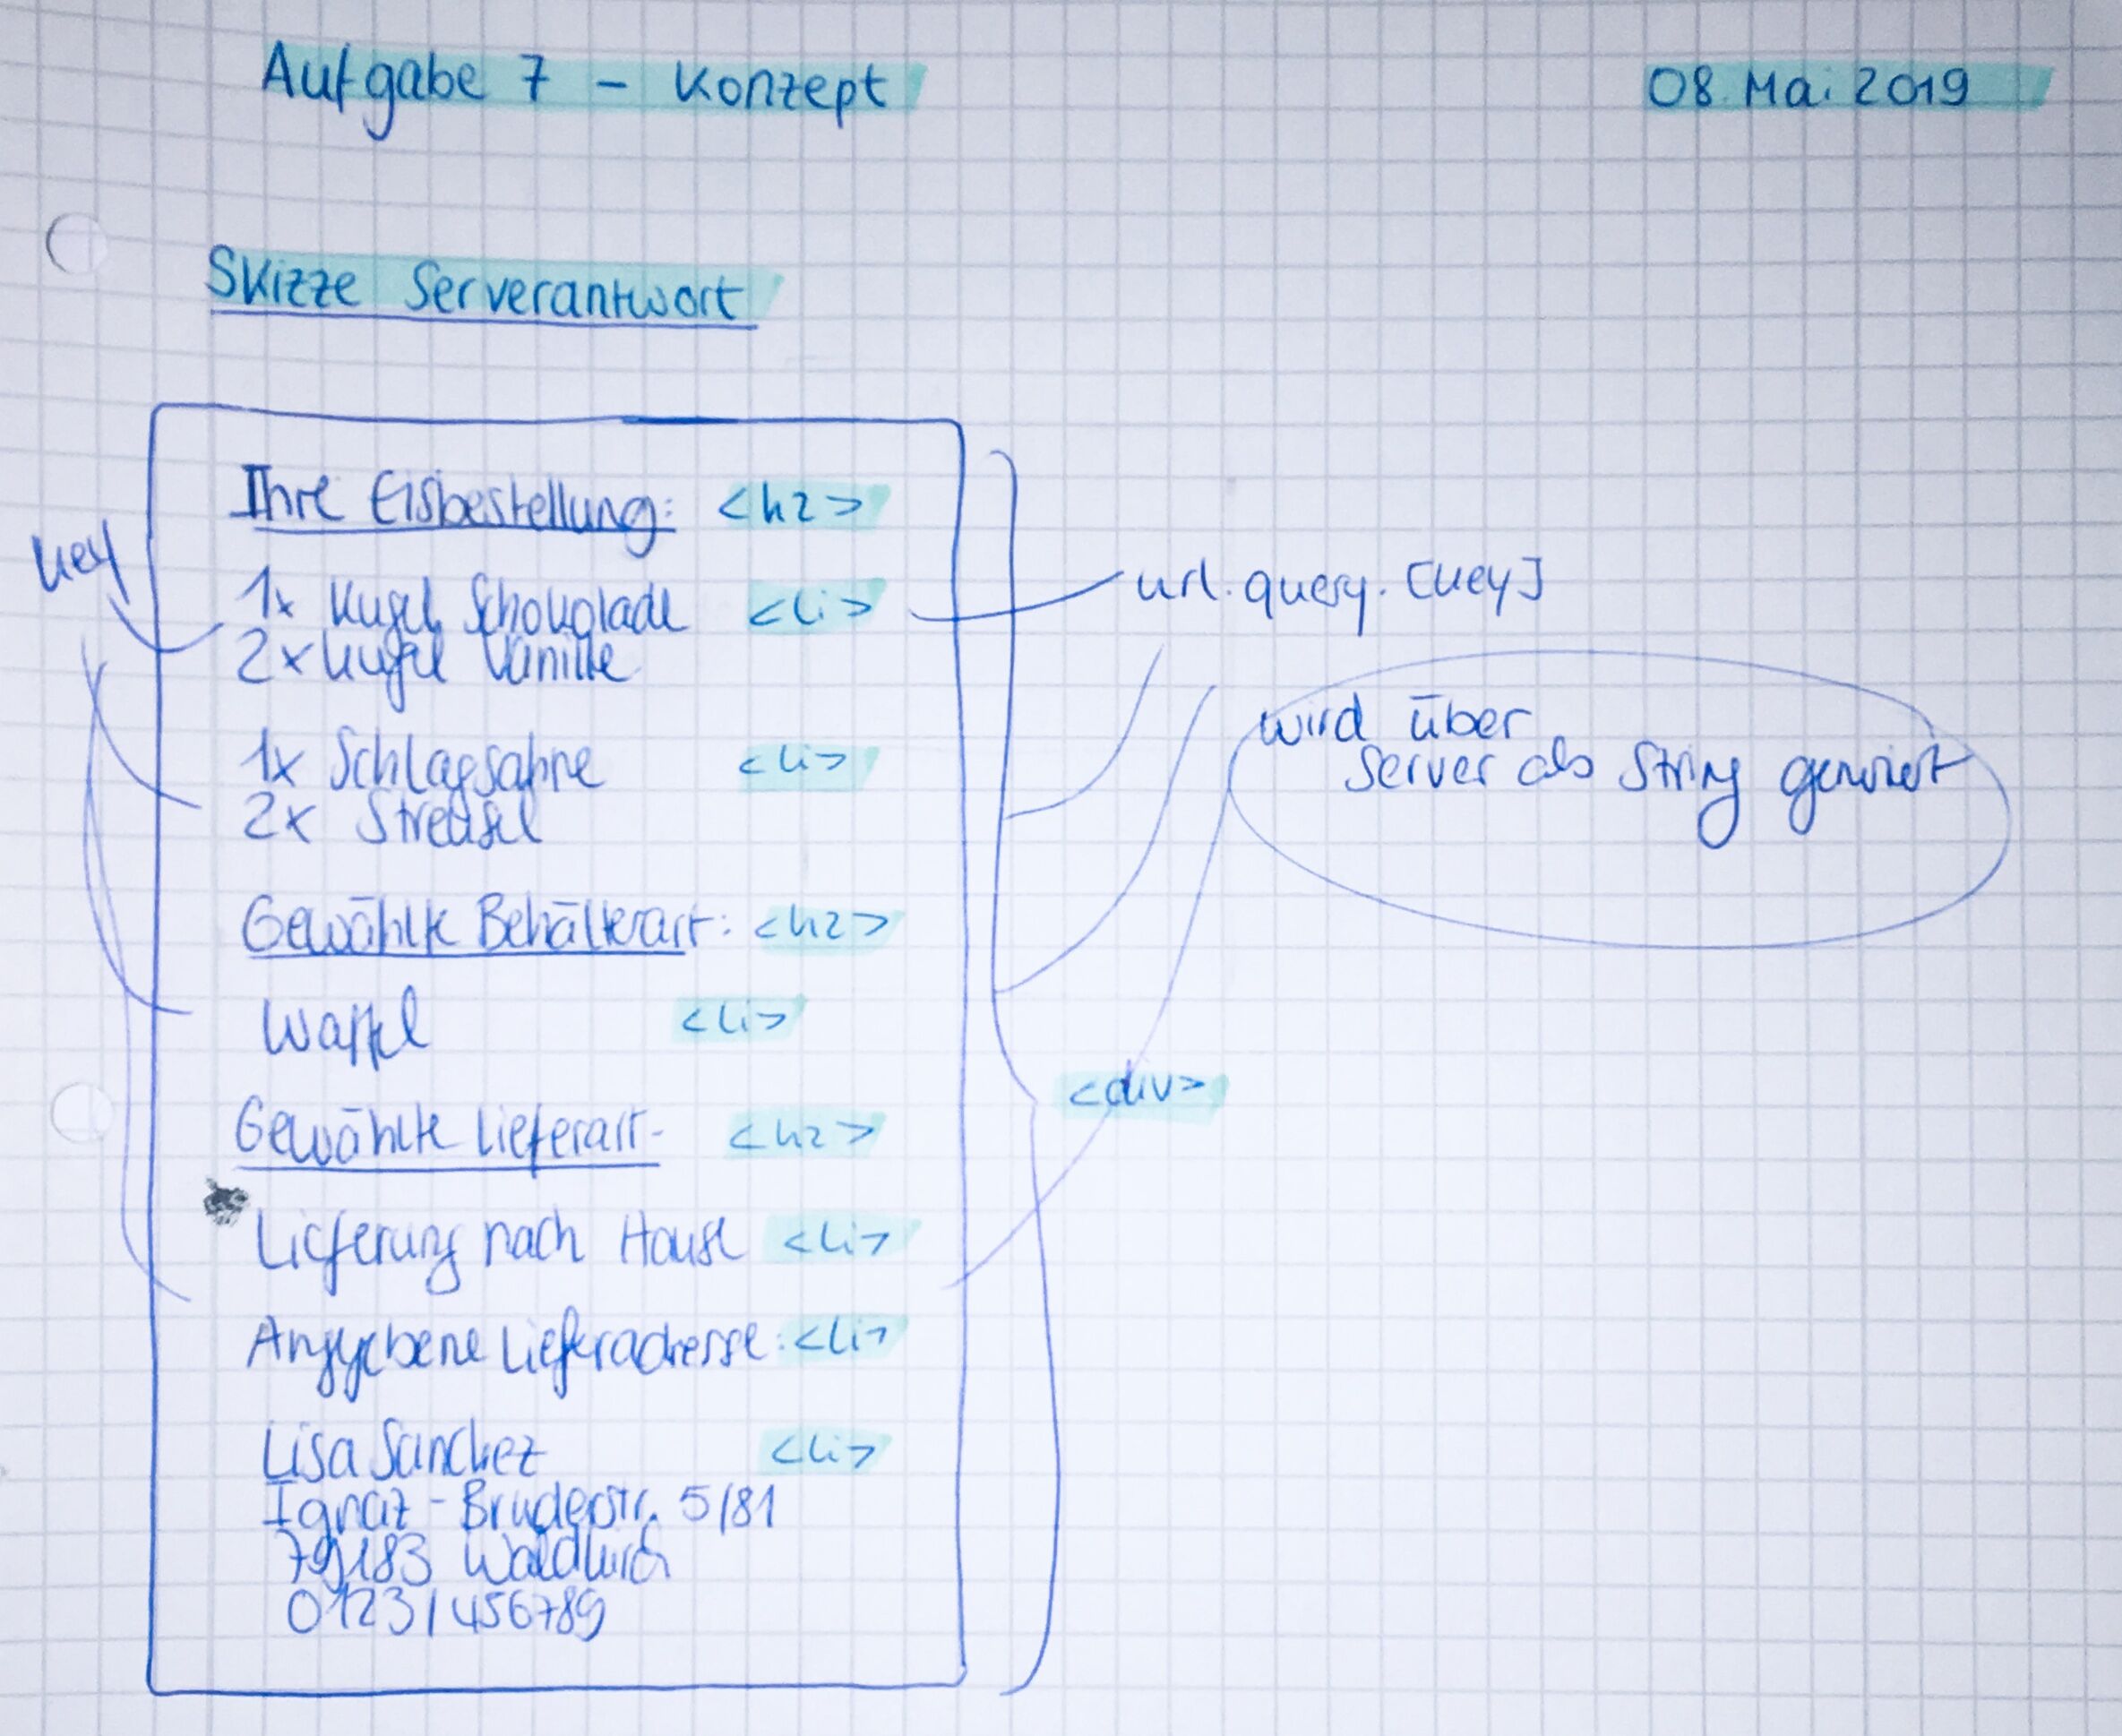 Aufgabe 7 – Konzept
08. Mai 2019
Skizze Serverantwort
Ihre Eisbestellung: <h2>
key
1x Kugel Schokolade <li>
2x Kugel Vanille
url.query.[key]
wird über
Server als String
1x Schlagsahne <li>
2x Streusel
Gewählte Behälterart: <h2>
Waffel <li>
<div>
Gewählte Lieferart- <h2>
Lieferung nach Hause <li>
Angegebene Lieferadresse: <li>
Lisa Sanchez <li>
Ignaz-Bruderstr. 5/81
79183 Waldkirch
0123/456789